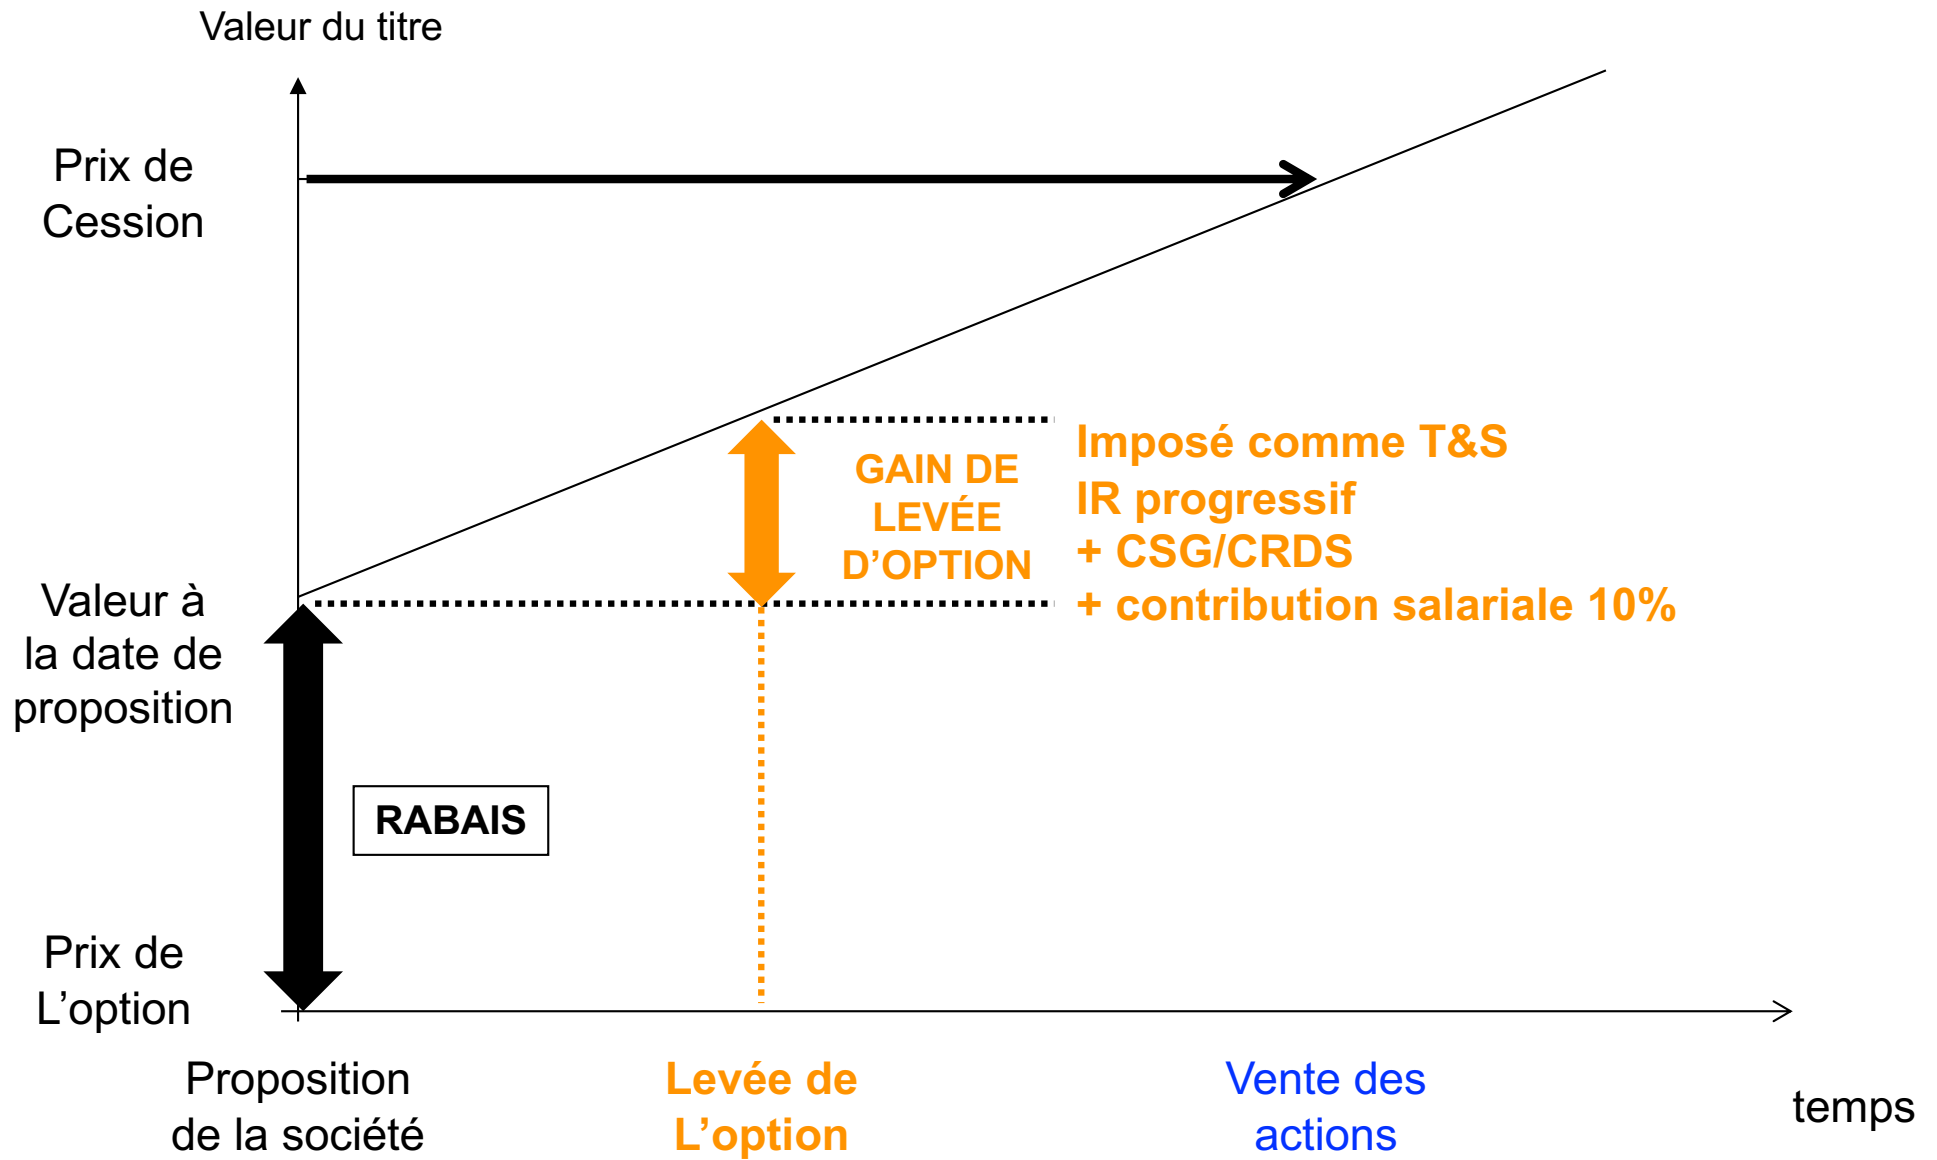 Valeur du titre
Prix de
Cession
GAIN DE
LEVÉE
D’OPTION
Imposé comme T&S
IR progressif
+ CSG/CRDS
+ contribution salariale 10%
Valeur à
la date de
proposition
RABAIS
Prix de
L’option
Proposition
de la société
Levée de
L’option
Vente des
actions
temps